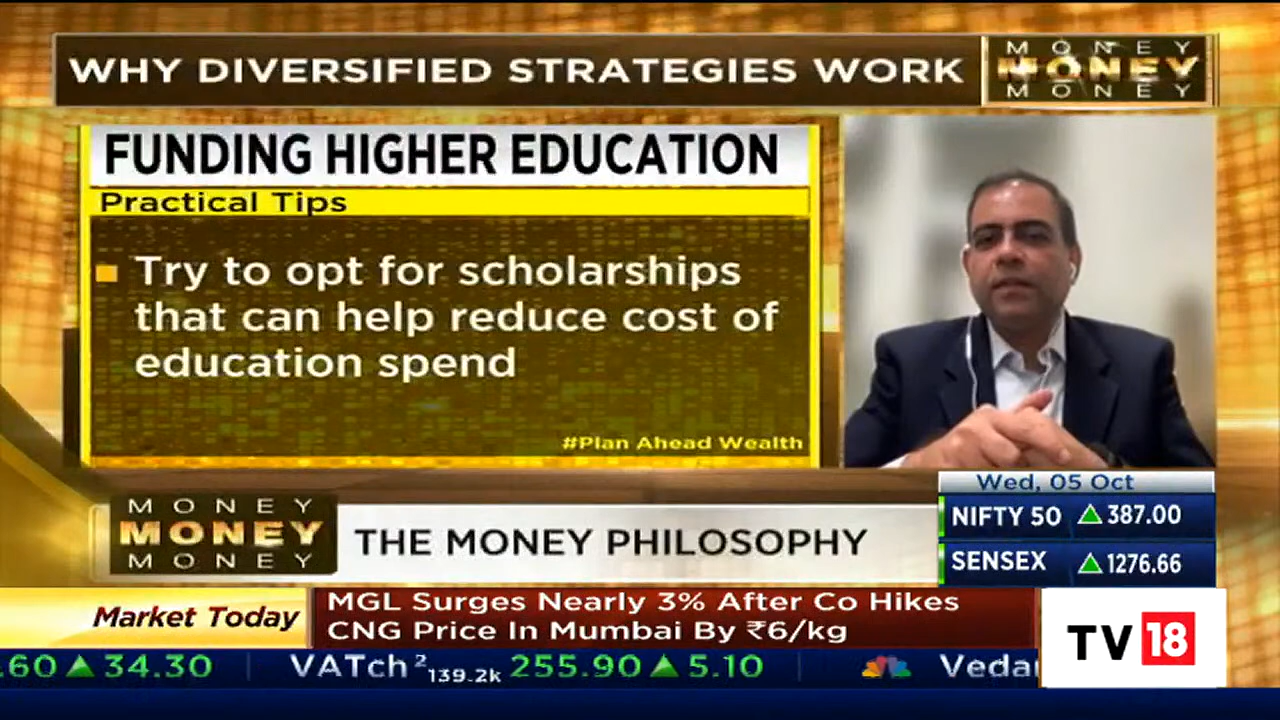 WHY DIVERSIFIED STRATEGIES WORK
MONEY
MONEY
MONEY
FUNDING HIGHER EDUCATION
Practical Tips
Try to opt for scholarships
that can help reduce cost of
education spend
#Plan Ahead Wealth
MONEY
MONEY
MONEY
THE MONEY PHILOSOPHY
Wed, 05 Oct
NIFTY 50 ▲ 387.00
SENSEX ▲ 1276.66
Market Today
MGL Surges Nearly 3% After Co Hikes
CNG Price In Mumbai By ₹6/kg
TV18
.60 ▲ 34.30 VATch ² 139.2k 255.90 ▲ 5.10